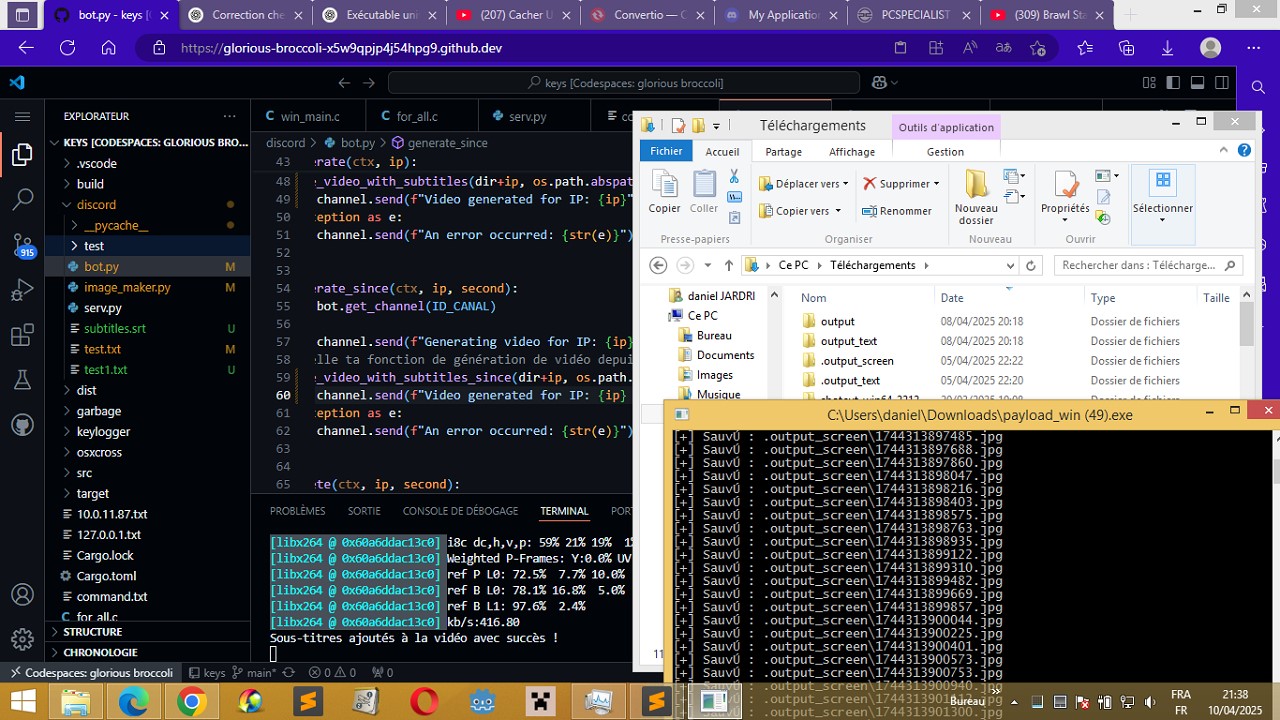 bot.py - keys [
Correction che
Exécutable uni
(207) Cacher U
Convertio — C
My Application
PCSPECIALIST
(309) Brawl Sta
https://glorious-broccoli-x5w9qpjp4j54hpg9.github.dev
keys [Codespaces: glorious broccoli]
EXPLORATEUR
KEYS [CODESPACES: GLORIOUS BRO...
.vscode
build
discord
__pycache__
test
bot.py M
image_maker.py M
serv.py
subtitles.srt U
test.txt M
test1.txt U
dist
garbage
keylogger
osxcross
src
target
10.0.11.87.txt
127.0.0.1.txt
Cargo.lock
Cargo.toml
command.txt
for_all.c
STRUCTURE
CHRONOLOGIE
915
win_main.c
for_all.c
serv.py
discord > bot.py > generate_since
43 erate(ctx, ip):
48 _video_with_subtitles(dir+ip, os.path.abspat
49 channel.send(f"Video generated for IP: {ip}"
50 ception as e:
51 channel.send(f"An error occurred: {str(e)}")
52
53
54 erate_since(ctx, ip, second):
55 bot.get_channel(ID_CANAL)
56
57 channel.send(f"Generating video for IP: {ip}
58 elle ta fonction de génération de vidéo depui
59 _video_with_subtitles_since(dir+ip, os.path.
60 channel.send(f"Video generated for IP: {ip}
61 ception as e:
62 channel.send(f"An error occurred: {str(e)}")
63
64
65 ate(ctx, ip, second):
PROBLÈMES SORTIE CONSOLE DE DÉBOGAGE TERMINAL PORT
[libx264 @ 0x60a6ddac13c0] i8c dc,h,v,p: 59% 21% 19% 1%
[libx264 @ 0x60a6ddac13c0] Weighted P-Frames: Y:0.0% UV
[libx264 @ 0x60a6ddac13c0] ref P L0: 72.5% 7.7% 10.0%
[libx264 @ 0x60a6ddac13c0] ref B L0: 78.1% 16.8% 5.0%
[libx264 @ 0x60a6ddac13c0] ref B L1: 97.6% 2.4%
[libx264 @ 0x60a6ddac13c0] kb/s:416.80
Sous-titres ajoutés à la vidéo avec succès !
Codespaces: glorious broccoli keys main* 0 0 0
Téléchargements
Outils d'application
Fichier Accueil Partage Affichage Gestion
Copier
Coller
Presse-papiers
Déplacer vers
Copier vers
Supprimer
Renommer
Organiser
Nouveau dossier
Nouveau
Propriétés
Ouvrir
Sélectionner
Ce PC Téléchargements
Rechercher dans : Télécharge...
daniel JARDRI
Ce PC
Bureau
Documents
Images
Musique
Nom Date Type Taille
output 08/04/2025 20:18 Dossier de fichiers
output_text 08/04/2025 20:18 Dossier de fichiers
.output_screen 05/04/2025 22:22 Dossier de fichiers
.output_text 05/04/2025 22:20 Dossier de fichiers
C:\Users\daniel\Downloads\payload_win (49).exe
[+] SauvÚ : .output_screen\1744313897485.jpg
[+] SauvÚ : .output_screen\1744313897688.jpg
[+] SauvÚ : .output_screen\1744313897860.jpg
[+] SauvÚ : .output_screen\1744313898047.jpg
[+] SauvÚ : .output_screen\1744313898216.jpg
[+] SauvÚ : .output_screen\1744313898403.jpg
[+] SauvÚ : .output_screen\1744313898575.jpg
[+] SauvÚ : .output_screen\1744313898763.jpg
[+] SauvÚ : .output_screen\1744313898935.jpg
[+] SauvÚ : .output_screen\1744313899122.jpg
[+] SauvÚ : .output_screen\1744313899310.jpg
[+] SauvÚ : .output_screen\1744313899482.jpg
[+] SauvÚ : .output_screen\1744313899669.jpg
[+] SauvÚ : .output_screen\1744313899857.jpg
[+] SauvÚ : .output_screen\1744313900044.jpg
[+] SauvÚ : .output_screen\1744313900225.jpg
[+] SauvÚ : .output_screen\1744313900401.jpg
[+] SauvÚ : .output_screen\1744313900573.jpg
[+] SauvÚ : .output_screen\1744313900753.jpg
[+] SauvÚ : .output_screen\1744313900940.jpg
Bureau
FRA
FR
21:38
10/04/2025